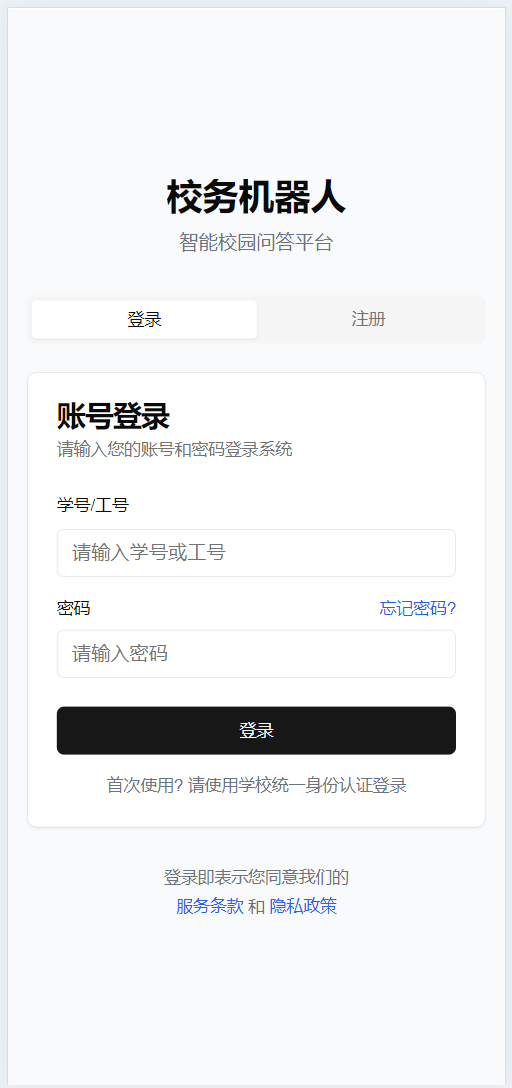 校务机器人
智能校园问答平台
登录 注册
账号登录
请输入您的账号和密码登录系统
学号/工号
请输入学号或工号
密码 忘记密码?
请输入密码
登录
首次使用? 请使用学校统一身份认证登录
登录即表示您同意我们的
服务条款 和 隐私政策